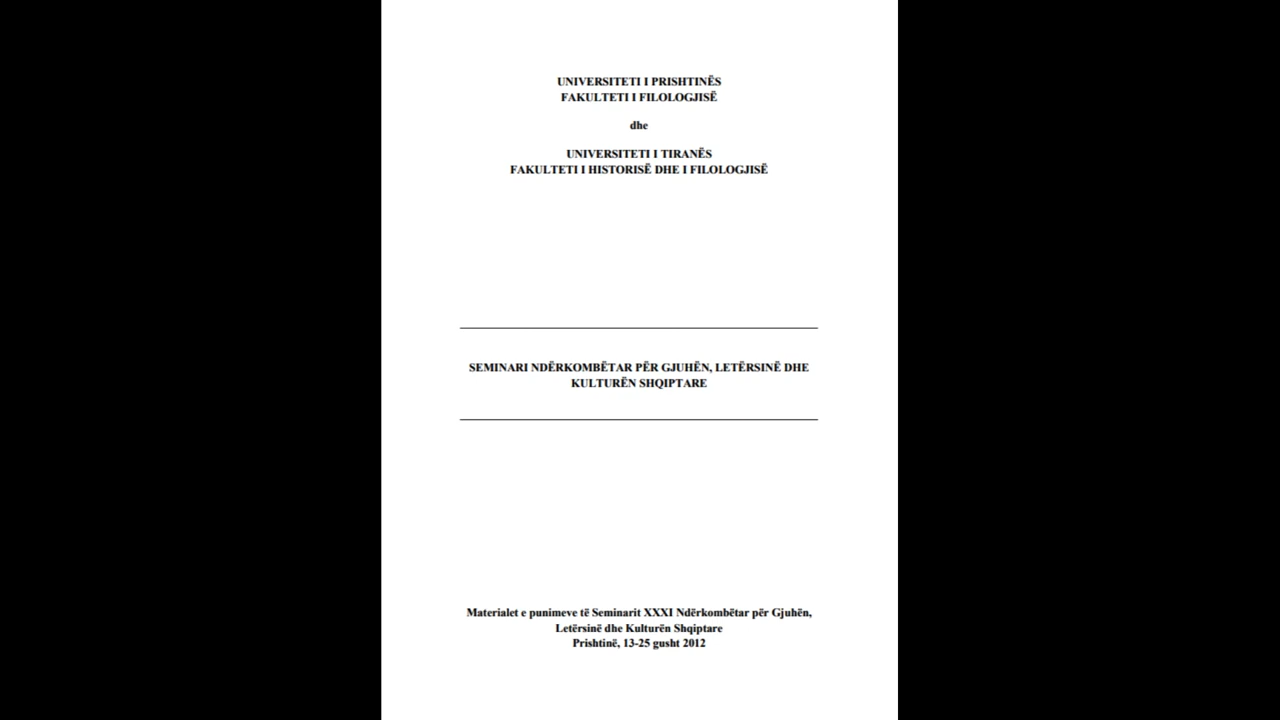 UNIVERSITETI I PRISHTINËS
FAKULTETI I FILOLOGJISË
dhe
UNIVERSITETI I TIRANËS
FAKULTETI I HISTORISË DHE I FILOLOGJISË
SEMINARI NDËRKOMBËTAR PËR GJUHËN, LETËRSINË DHE
KULTURËN SHQIPTARE
Materialet e punimeve të Seminarit XXXI Ndërkombëtar për Gjuhën,
Letërsinë dhe Kulturën Shqiptare
Prishtinë, 13-25 gusht 2012